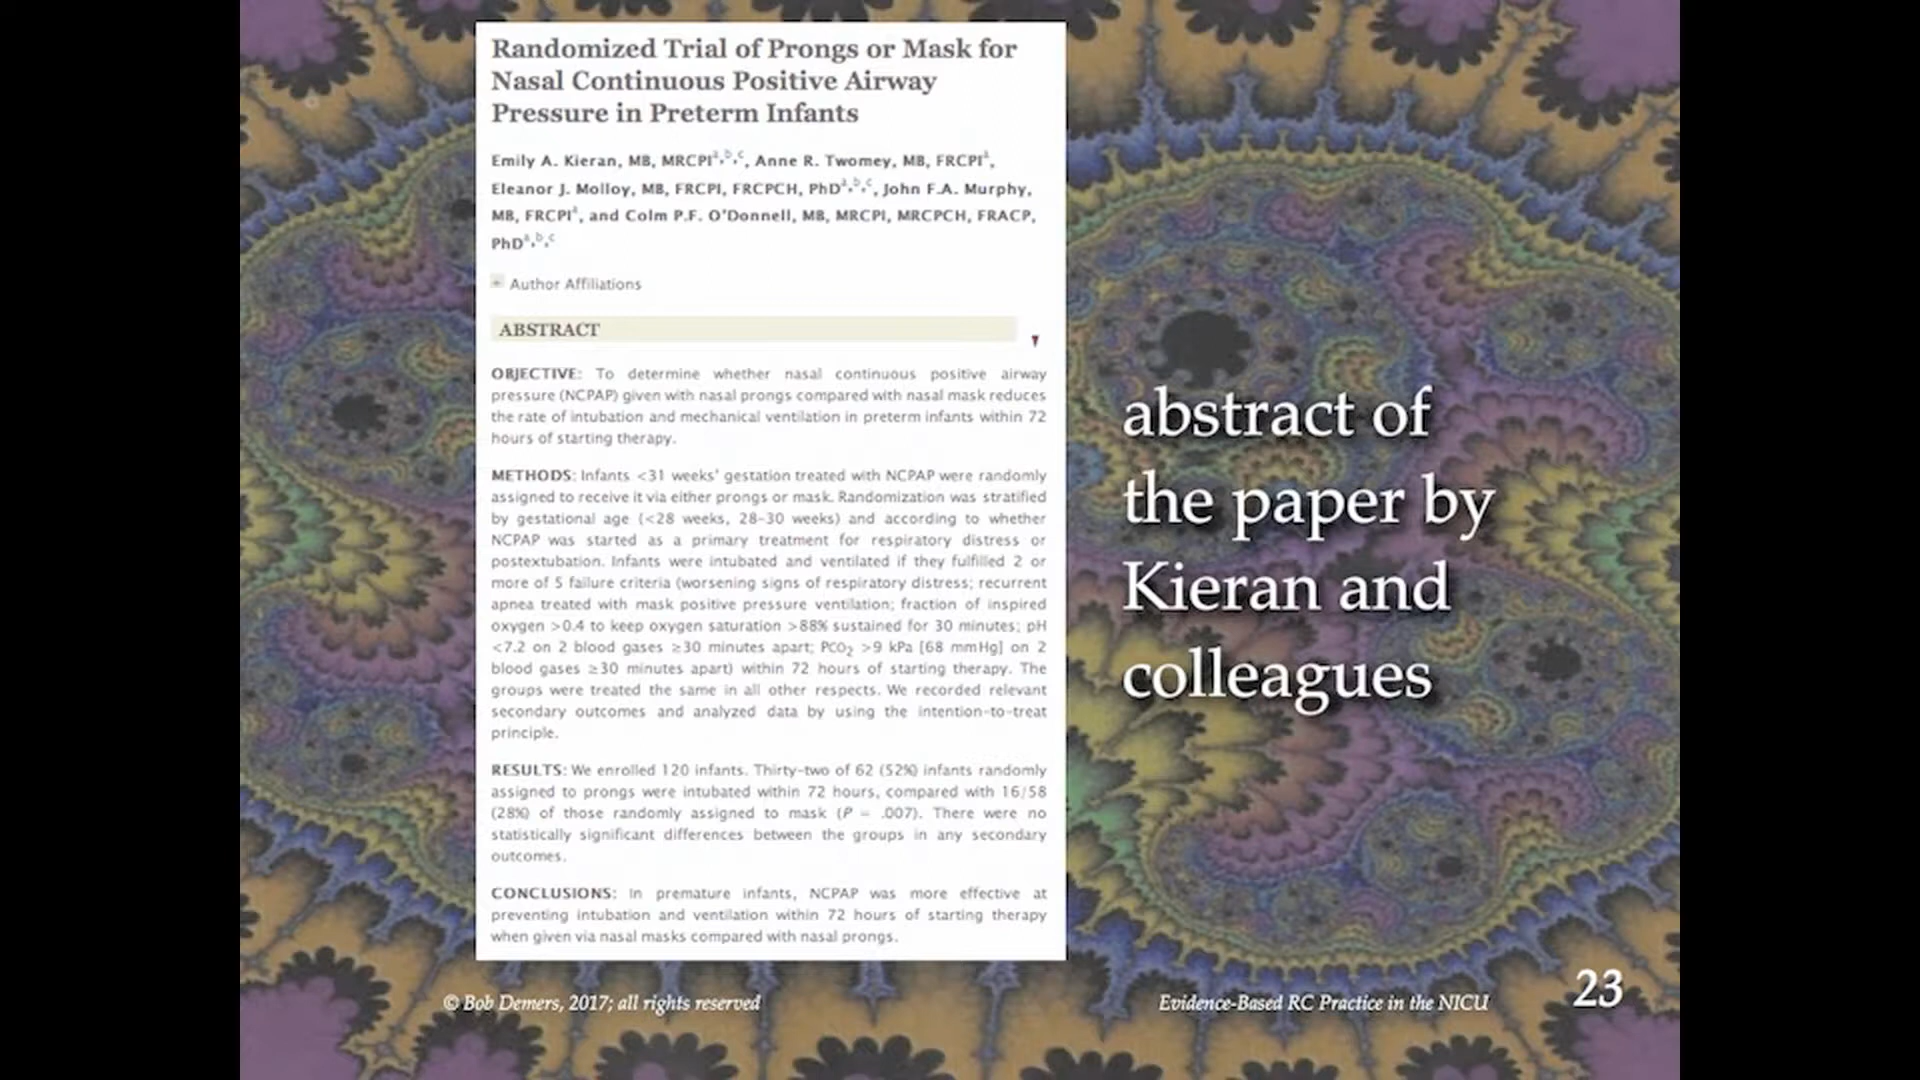 Randomized Trial of Prongs or Mask for
Nasal Continuous Positive Airway
Pressure in Preterm Infants
Emily A. Kieran, MB, MRCPIa,b,c, Anne R. Twomey, MB, FRCPIa,
Eleanor J. Molloy, MB, FRCPI, FRCPCH, PhDa,b,c, John F.A. Murphy,
MB, FRCPIa, and Colm P.F. O'Donnell, MB, MRCPI, MRCPCH, FRACP,
PhDa,b,c
+ Author Affiliations
ABSTRACT
OBJECTIVE: To determine whether nasal continuous positive airway
pressure (NCPAP) given with nasal prongs compared with nasal mask reduces
the rate of intubation and mechanical ventilation in preterm infants within 72
hours of starting therapy.
METHODS: Infants <31 weeks' gestation treated with NCPAP were randomly
assigned to receive it via either prongs or mask. Randomization was stratified
by gestational age (<28 weeks, 28–30 weeks) and according to whether
NCPAP was started as a primary treatment for respiratory distress or
postextubation. Infants were intubated and ventilated if they fulfilled 2 or
more of 5 failure criteria (worsening signs of respiratory distress; recurrent
apnea treated with mask positive pressure ventilation; fraction of inspired
oxygen >0.4 to keep oxygen saturation >88% sustained for 30 minutes; pH
<7.2 on 2 blood gases ≥30 minutes apart; PCO2 >9 kPa [68 mmHg] on 2
blood gases ≥30 minutes apart) within 72 hours of starting therapy. The
groups were treated the same in all other respects. We recorded relevant
secondary outcomes and analyzed data by using the intention-to-treat
principle.
RESULTS: We enrolled 120 infants. Thirty-two of 62 (52%) infants randomly
assigned to prongs were intubated within 72 hours, compared with 16/58
(28%) of those randomly assigned to mask (P = .007). There were no
statistically significant differences between the groups in any secondary
outcomes.
CONCLUSIONS: In premature infants, NCPAP was more effective at
preventing intubation and ventilation within 72 hours of starting therapy
when given via nasal masks compared with nasal prongs.
abstract of
the paper by
Kieran and
colleagues
© Bob Demers, 2017; all rights reserved
Evidence-Based RC Practice in the NICU
23